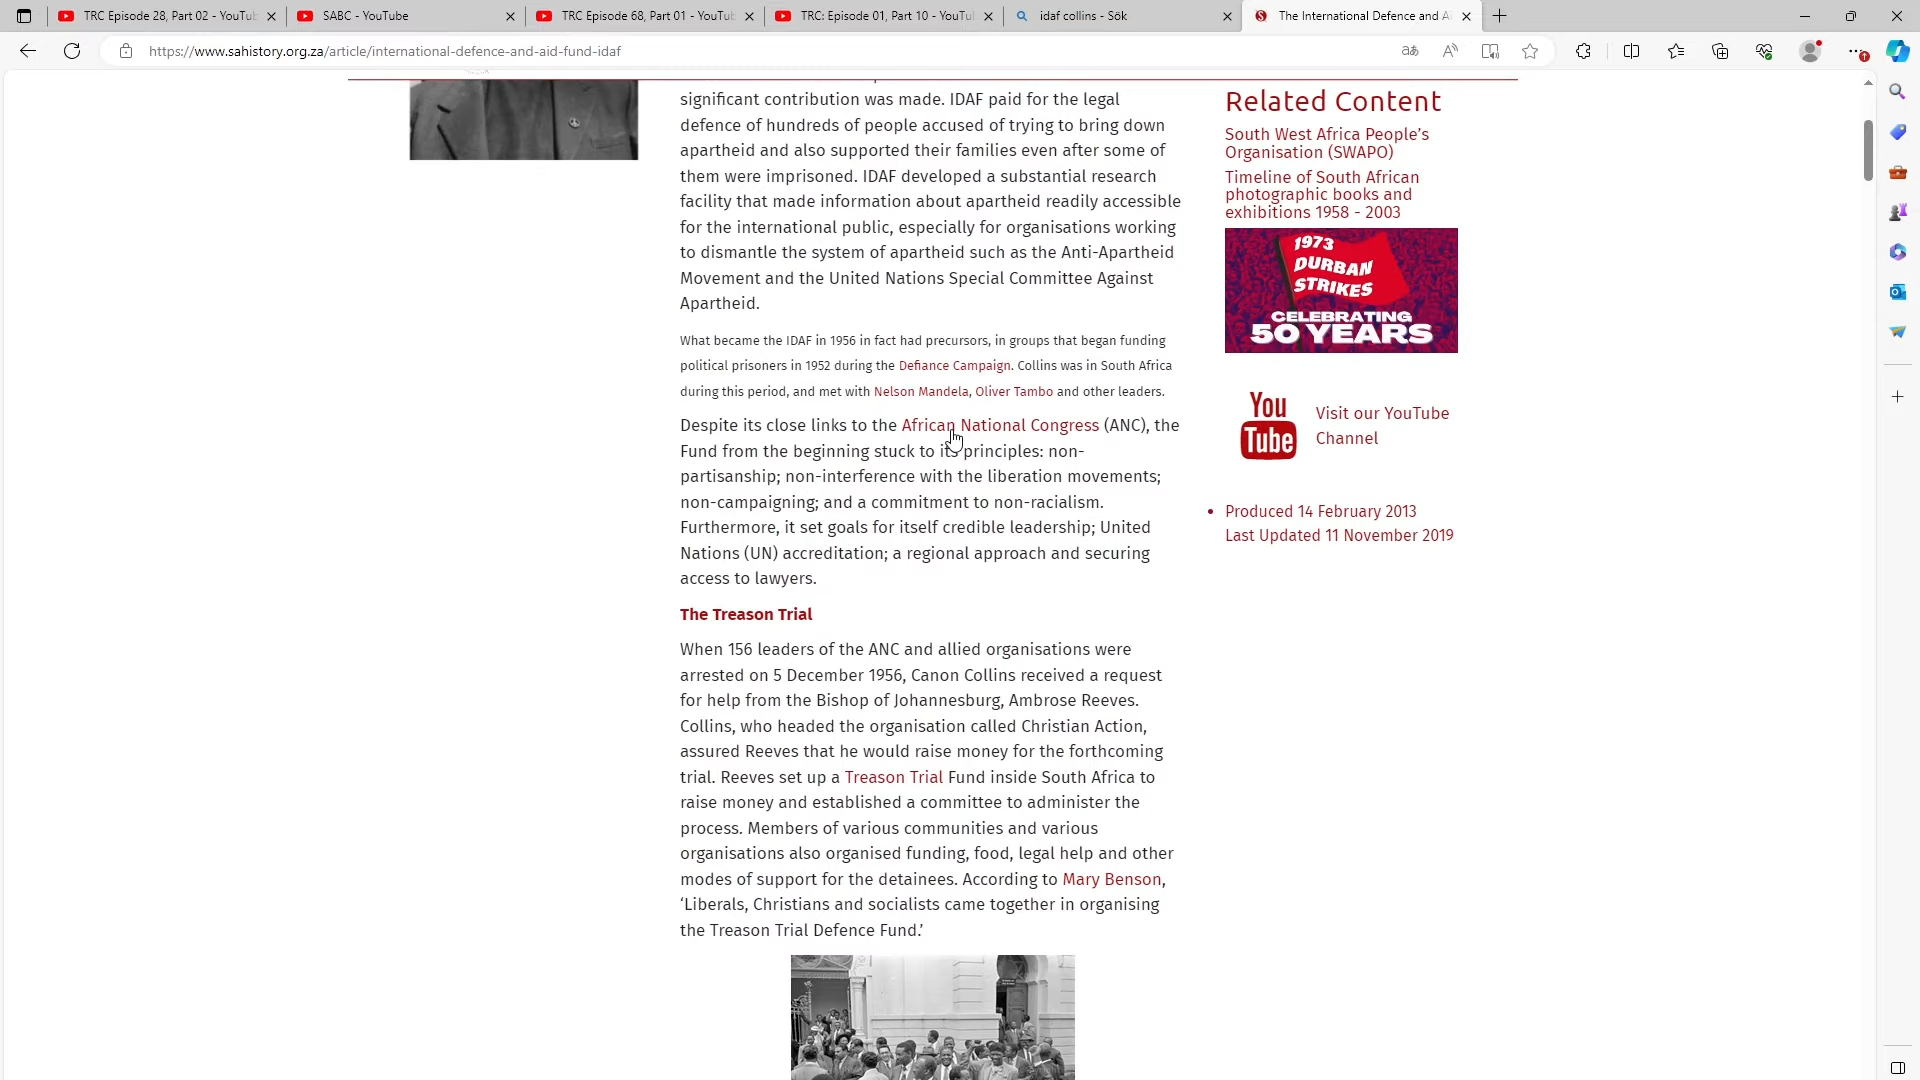 TRC Episode 28, Part 02 - YouTub
SABC - YouTube
TRC Episode 68, Part 01 - YouTub
TRC: Episode 01, Part 10 - YouTu
idaf collins - Sök
The International Defence and Ai
https://www.sahistory.org.za/article/international-defence-and-aid-fund-idaf
significant contribution was made. IDAF paid for the legal
defence of hundreds of people accused of trying to bring down
apartheid and also supported their families even after some of
them were imprisoned. IDAF developed a substantial research
facility that made information about apartheid readily accessible
for the international public, especially for organisations working
to dismantle the system of apartheid such as the Anti-Apartheid
Movement and the United Nations Special Committee Against
Apartheid.
What became the IDAF in 1956 in fact had precursors, in groups that began funding
political prisoners in 1952 during the Defiance Campaign. Collins was in South Africa
during this period, and met with Nelson Mandela, Oliver Tambo and other leaders.
Despite its close links to the African National Congress (ANC), the
Fund from the beginning stuck to its principles: non-
partisanship; non-interference with the liberation movements;
non-campaigning; and a commitment to non-racialism.
Furthermore, it set goals for itself credible leadership; United
Nations (UN) accreditation; a regional approach and securing
access to lawyers.
The Treason Trial
When 156 leaders of the ANC and allied organisations were
arrested on 5 December 1956, Canon Collins received a request
for help from the Bishop of Johannesburg, Ambrose Reeves.
Collins, who headed the organisation called Christian Action,
assured Reeves that he would raise money for the forthcoming
trial. Reeves set up a Treason Trial Fund inside South Africa to
raise money and established a committee to administer the
process. Members of various communities and various
organisations also organised funding, food, legal help and other
modes of support for the detainees. According to Mary Benson,
‘Liberals, Christians and socialists came together in organising
the Treason Trial Defence Fund.’
Related Content
South West Africa People’s
Organisation (SWAPO)
Timeline of South African
photographic books and
exhibitions 1958 - 2003
1973
DURBAN
STRIKES
CELEBRATING
50 YEARS
You
Tube
Visit our YouTube
Channel
Produced 14 February 2013
Last Updated 11 November 2019